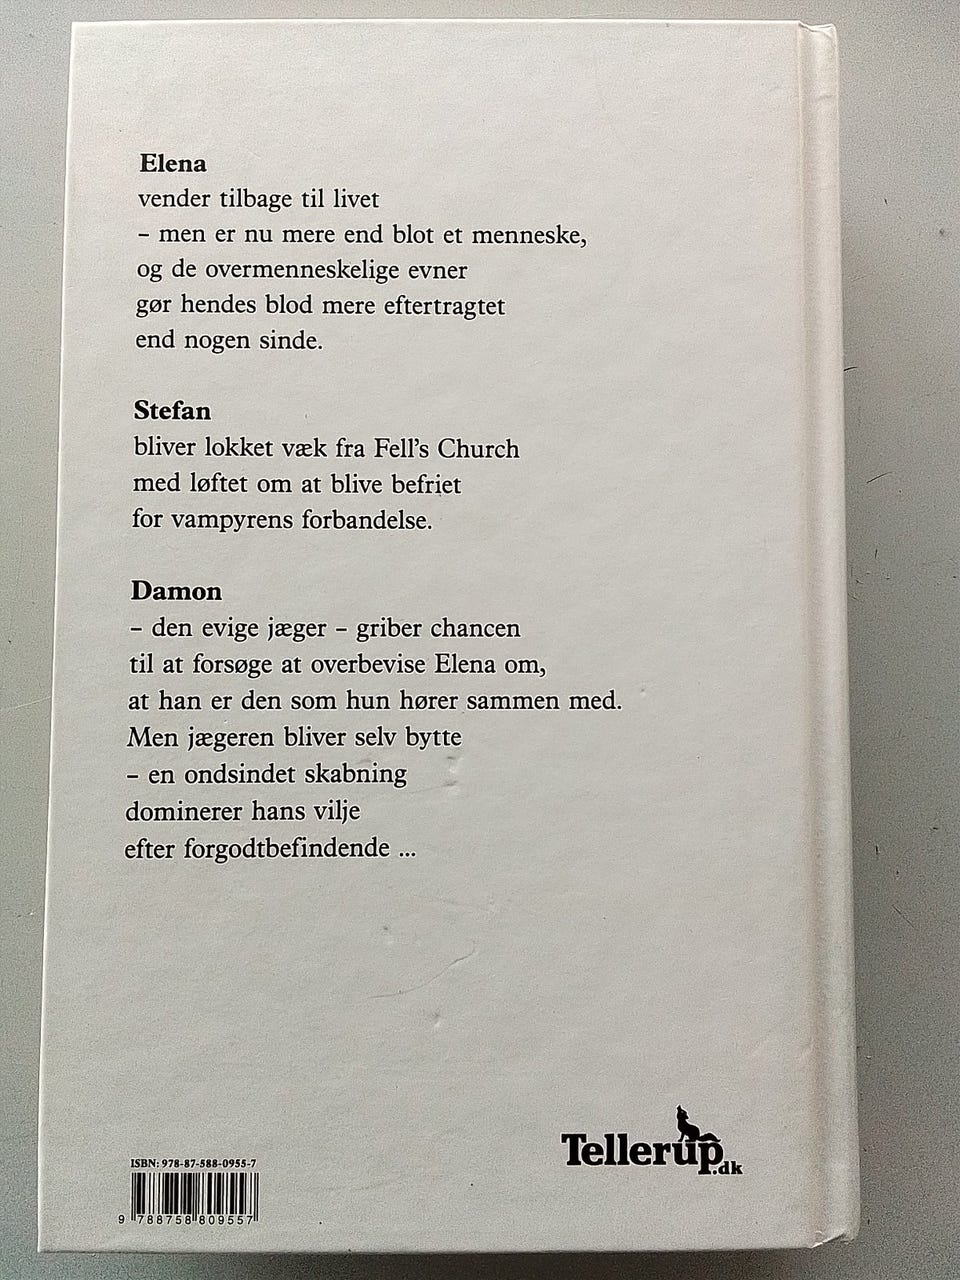 Elena
vender tilbage til livet
– men er nu mere end blot et menneske,
og de overmenneskelige evner
gør hendes blod mere eftertragtet
end nogen sinde.
Stefan
bliver lokket væk fra Fell's Church
med løftet om at blive befriet
for vampyrens forbandelse.
Damon
– den evige jæger – griber chancen
til at forsøge at overbevise Elena om,
at han er den som hun hører sammen med.
Men jægeren bliver selv bytte
– en ondsindet skabning
dominerer hans vilje
efter forgodtbefindende ...
Tellerup.dk
ISBN: 978-87-588-0955-7
9 788758 809557